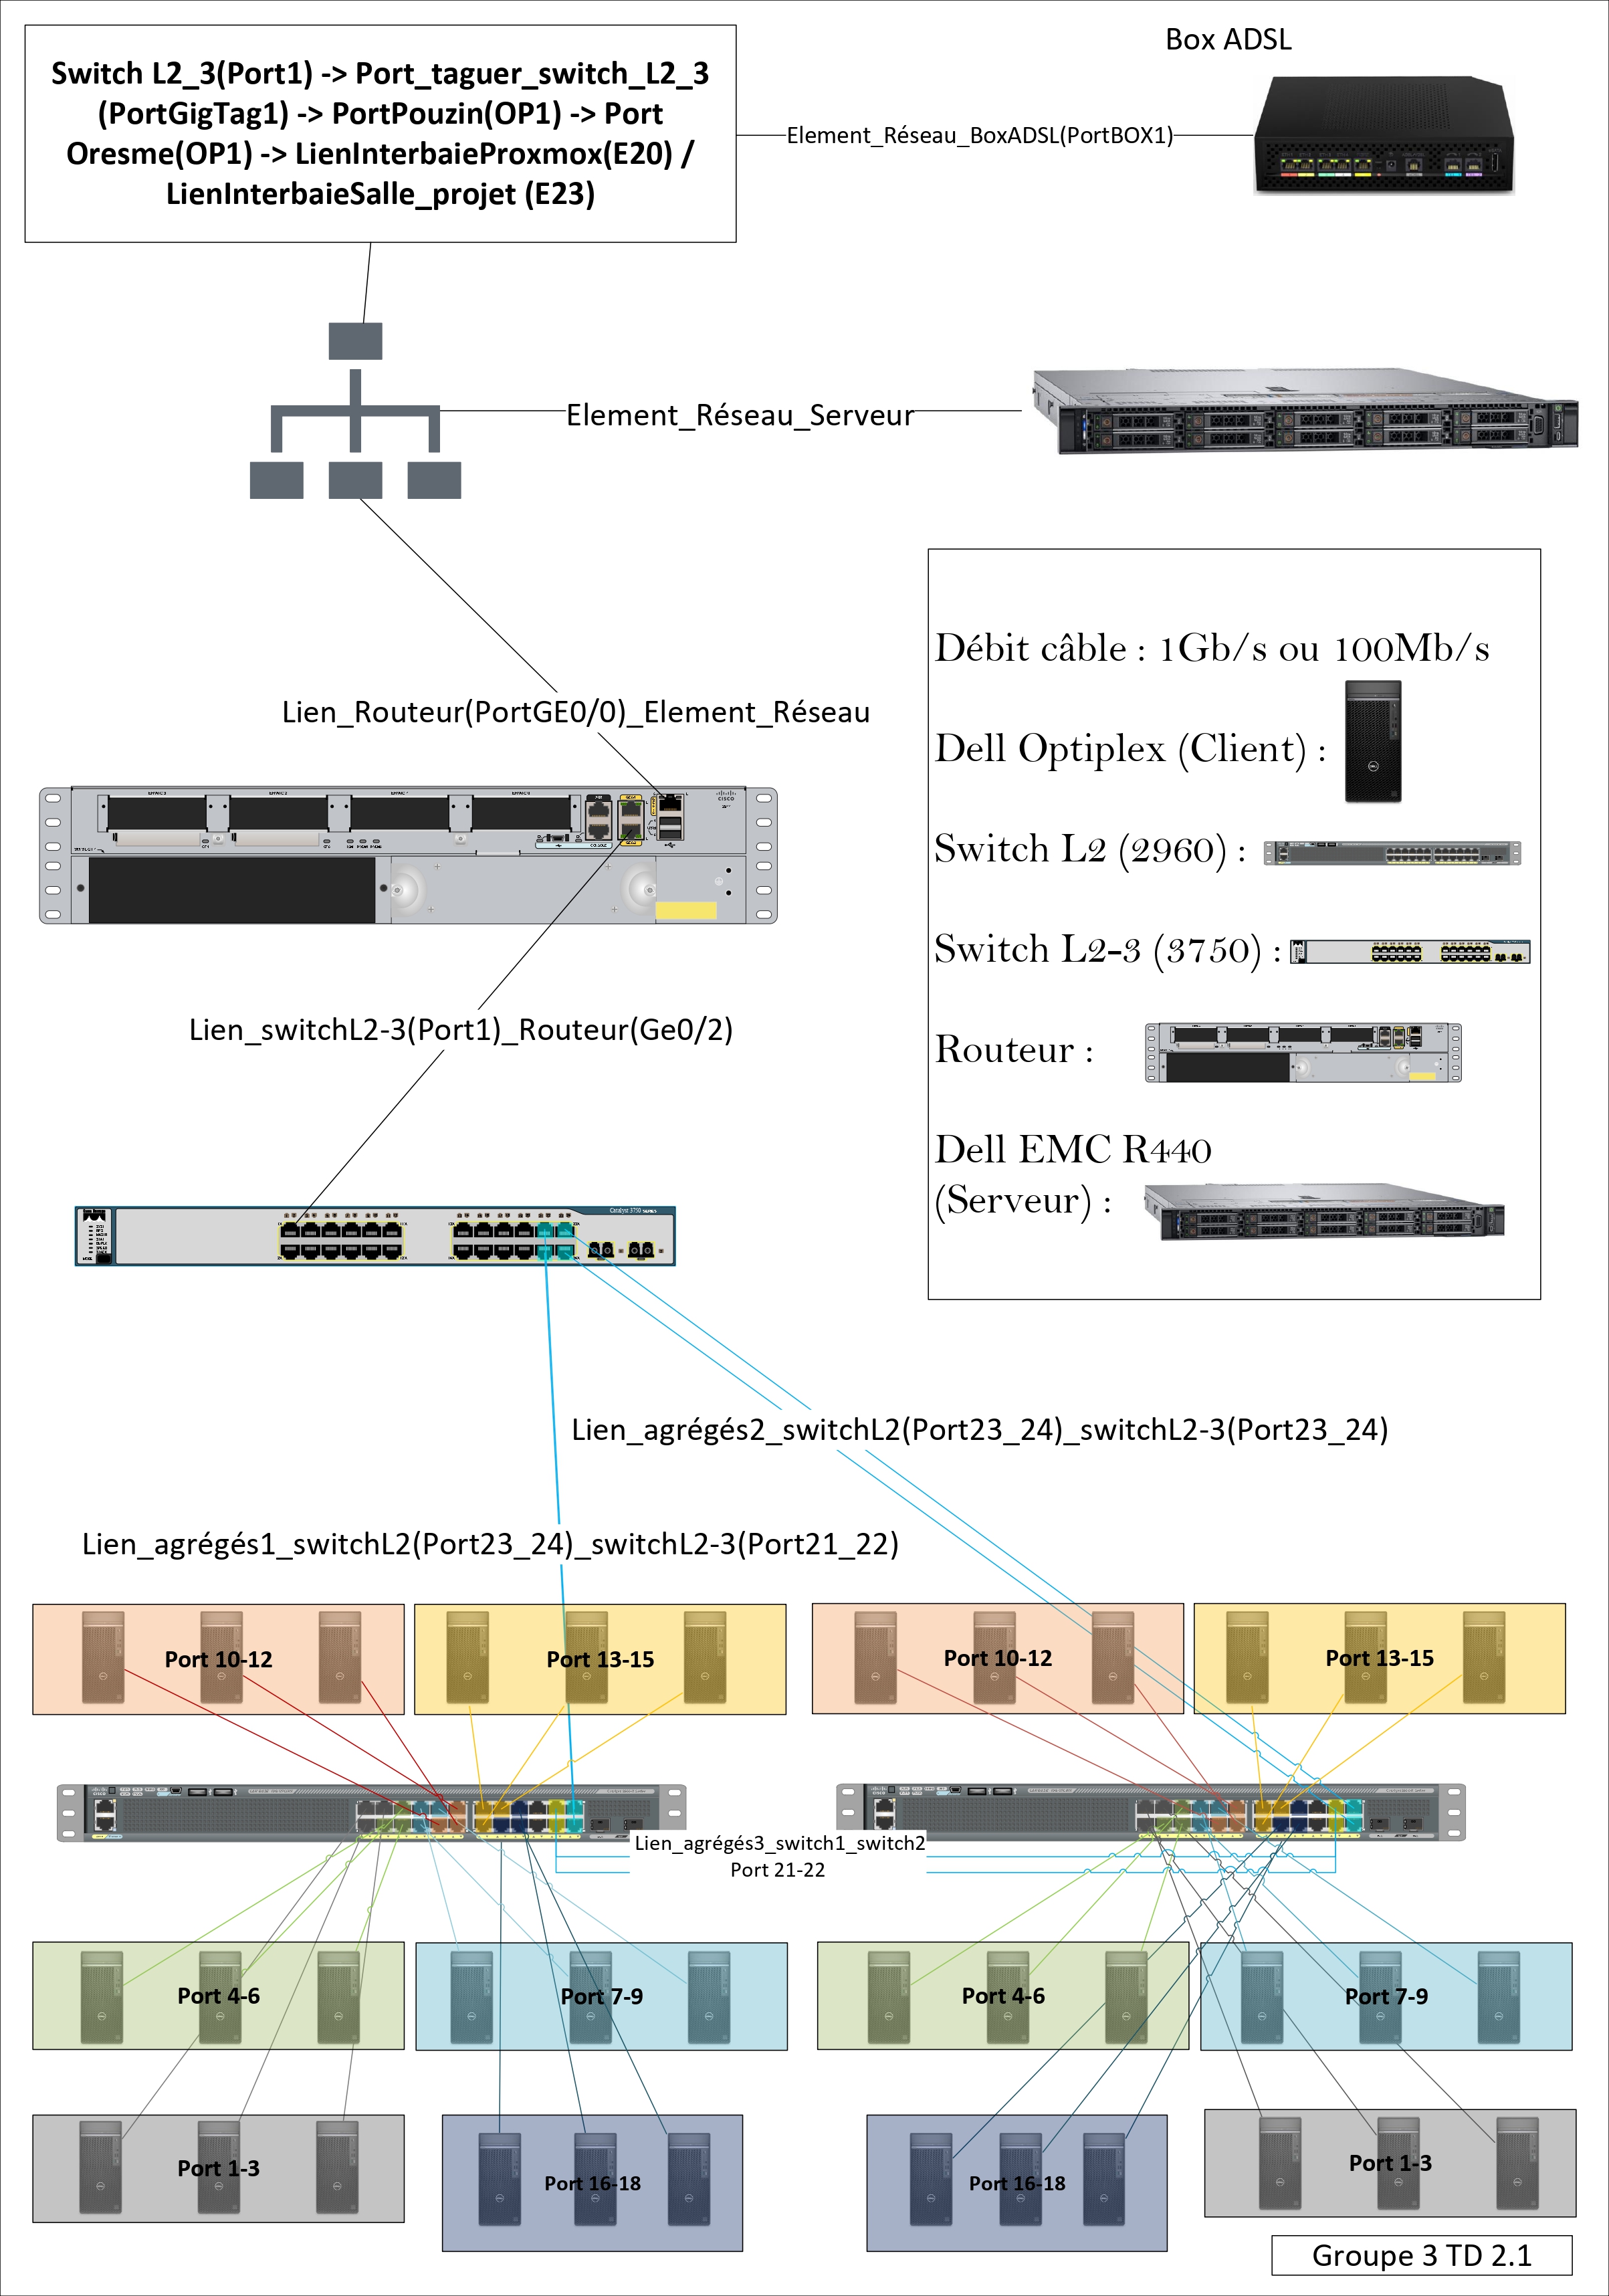 Box ADSL
Switch L2_3(Port1) -> Port_taguer_switch_L2_3
(PortGigTag1) -> PortPouzin(OP1) -> Port
Oresme(OP1) -> LienInterbaieProxmox(E20) /
LienInterbaieSalle_projet (E23)
Element_Réseau_BoxADSL(PortBOX1)
Element_Réseau_Serveur
Débit câble : 1Gb/s ou 100Mb/s
Lien_Routeur(PortGE0/0)_Element_Réseau
Dell Optiplex (Client) :
CISCO
Switch L2 (2960) :
Switch L2-3 (3750) :
Lien_switchL2-3(Port1)_Routeur(Ge0/2)
Routeur :
Dell EMC R440
(Serveur) :
Catalyst 3750 SERIES
Lien_agrégés2_switchL2(Port23_24)_switchL2-3(Port23_24)
Lien_agrégés1_switchL2(Port23_24)_switchL2-3(Port21_22)
Port 10-12
Port 13-15
Port 10-12
Port 13-15
Lien_agrégés3_switch1_switch2
Port 21-22
Port 4-6
Port 7-9
Port 4-6
Port 7-9
Port 1-3
Port 16-18
Port 16-18
Port 1-3
Groupe 3 TD 2.1